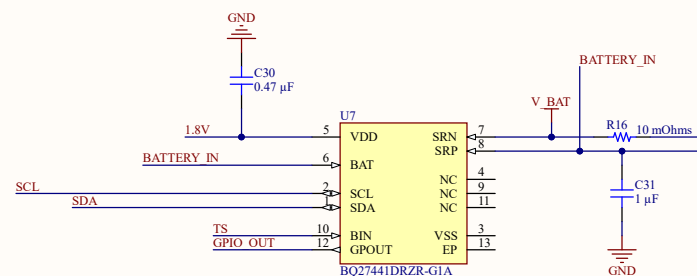 GND
C30
0.47 µF
BATTERY_IN
V_BAT
R16 10 mOhms
U7
1.8V 5 VDD SRN 7
SRP 8
BATTERY_IN 6 BAT
NC 4
SCL 2 SCL NC 9
SDA 1 SDA NC 11
C31
1 µF
TS 10 BIN VSS 3
GPIO_OUT 12 GPOUT EP 13
BQ27441DRZR-G1A
GND